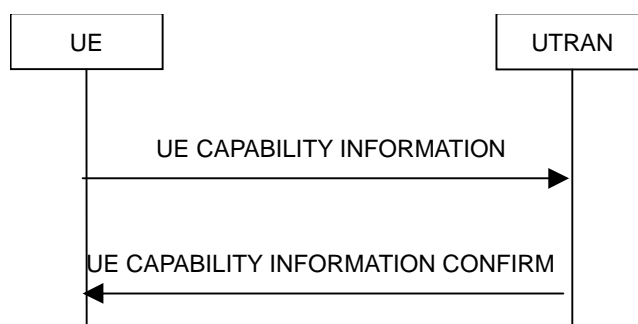 UE
UTRAN
UE CAPABILITY INFORMATION
UE CAPABILITY INFORMATION CONFIRM